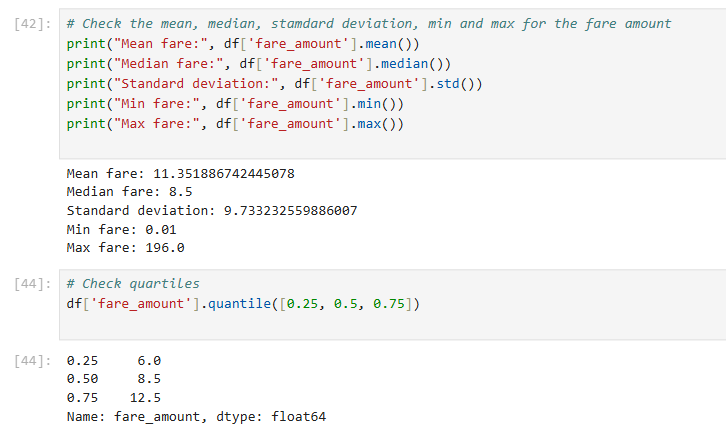 [42]: # Check the mean, median, stamdard deviation, min and max for the fare amount
print("Mean fare:", df['fare_amount'].mean())
print("Median fare:", df['fare_amount'].median())
print("Standard deviation:", df['fare_amount'].std())
print("Min fare:", df['fare_amount'].min())
print("Max fare:", df['fare_amount'].max())
Mean fare: 11.351886742445078
Median fare: 8.5
Standard deviation: 9.733232559886007
Min fare: 0.01
Max fare: 196.0
[44]: # Check quartiles
df['fare_amount'].quantile([0.25, 0.5, 0.75])
[44]: 0.25     6.0
0.50     8.5
0.75    12.5
Name: fare_amount, dtype: float64